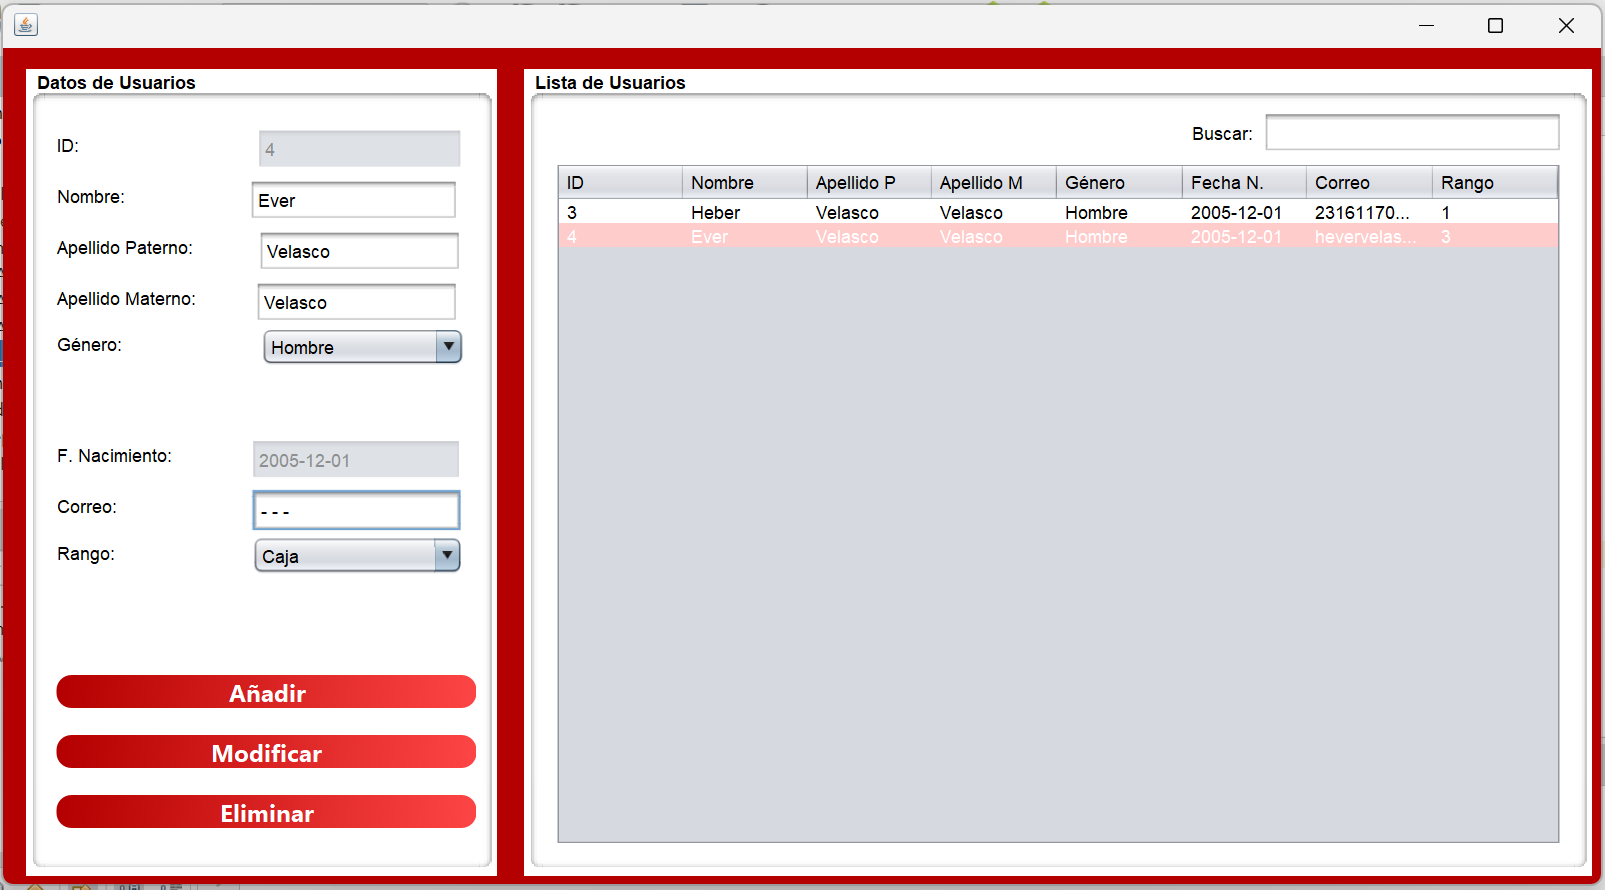 Datos de Usuarios
ID: 4
Nombre: Ever
Apellido Paterno: Velasco
Apellido Materno: Velasco
Género: Hombre
F. Nacimiento: 2005-12-01
Correo: - - -
Rango: Caja
Añadir
Modificar
Eliminar
Lista de Usuarios
Buscar:
ID Nombre Apellido P Apellido M Género Fecha N. Correo Rango
3 Heber Velasco Velasco Hombre 2005-12-01 23161170... 1
4 Ever Velasco Velasco Hombre 2005-12-01 hevervelas... 3